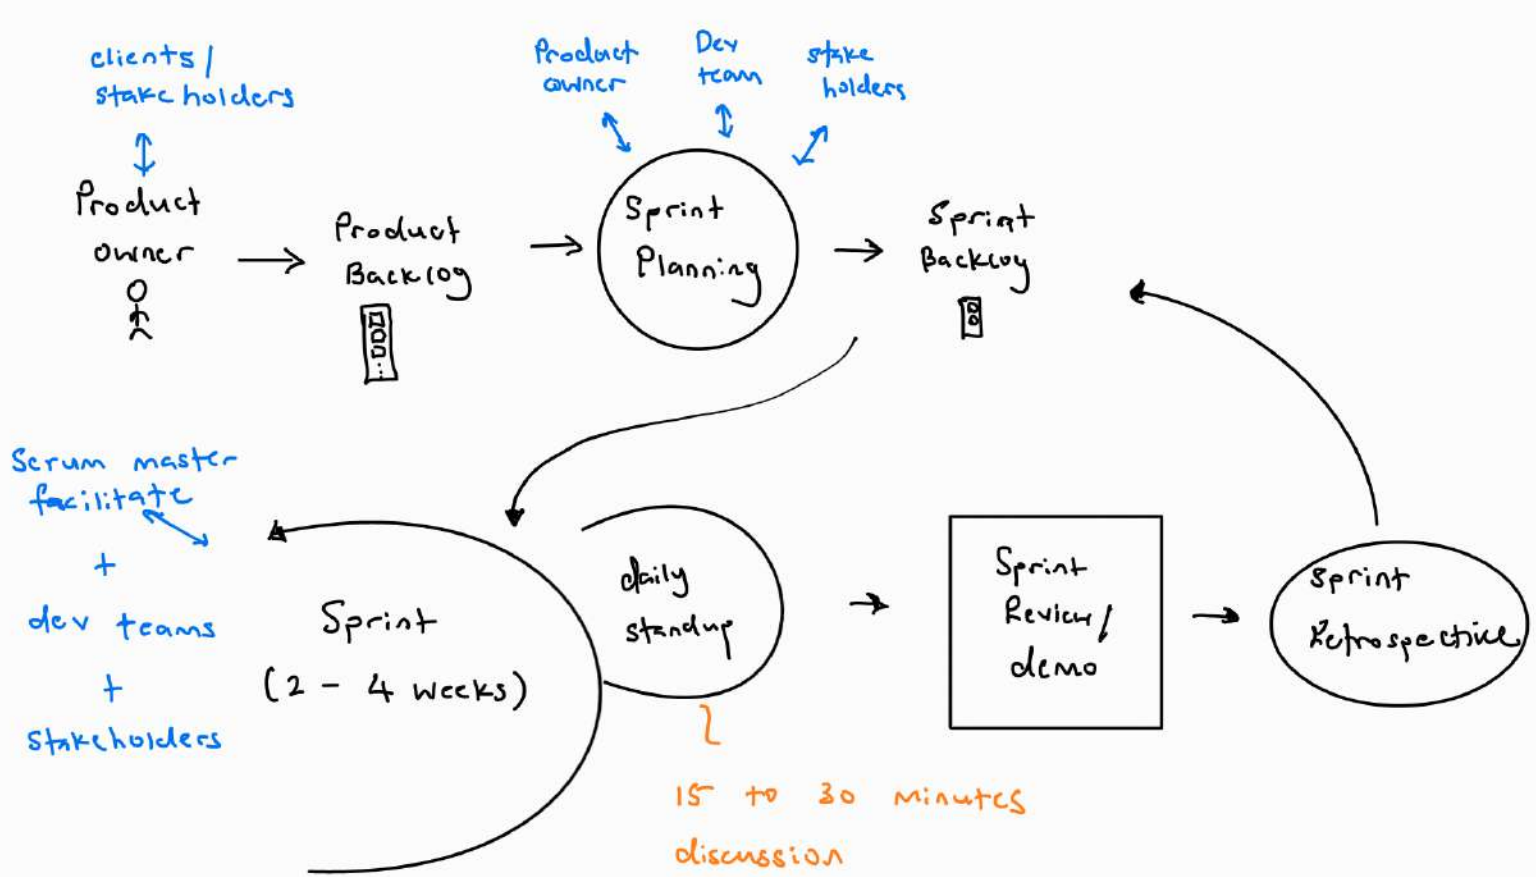 clients/
stakeholders
Product
owner
Product
Backlog
Product
owner
Dev
team
stake
holders
Sprint
Planning
Sprint
Backlog
Scrum master
facilitate
+
dev teams
+
stakeholders
Sprint
(2 - 4 weeks)
daily
standup
15 to 30 minutes
discussion
Sprint
Review/
demo
Sprint
Retrospective